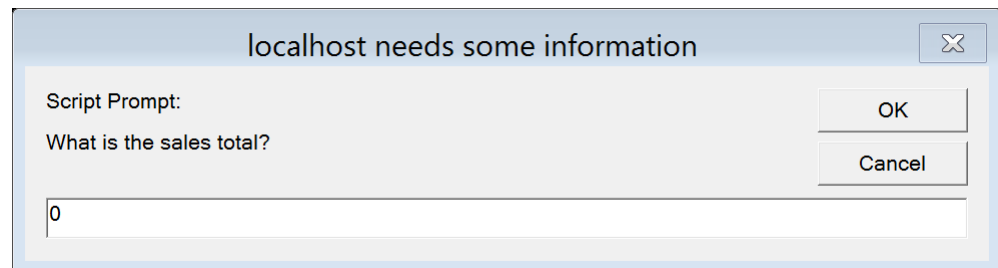 localhost needs some information
Script Prompt:
OK
What is the sales total?
Cancel
0